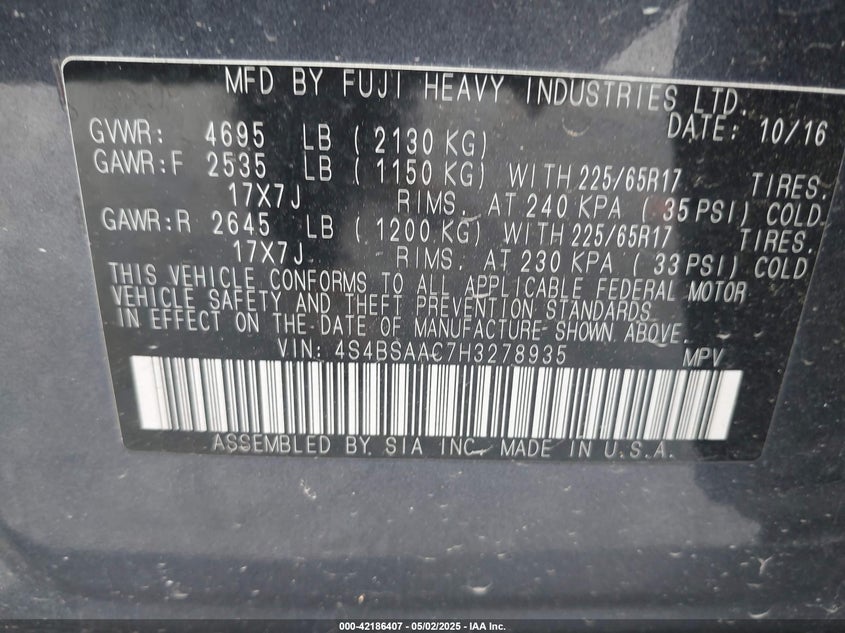 MFD BY FUJI HEAVY INDUSTRIES LTD.
DATE: 10/16
GVWR: 4695 LB ( 2130 KG)
GAWR:F 2535 LB ( 1150 KG) WITH 225/65R17 TIRES.
17X7J RIMS. AT 240 KPA ( 35 PSI) COLD.
GAWR:R 2645 LB ( 1200 KG) WITH 225/65R17 TIRES.
17X7J RIMS. AT 230 KPA ( 33 PSI) COLD
THIS VEHICLE CONFORMS TO ALL APPLICABLE FEDERAL MOTOR
VEHICLE SAFETY AND THEFT PREVENTION STANDARDS
IN EFFECT ON THE DATE OF MANUFACTURE SHOWN ABOVE.
VIN: 4S4BSAAC7H3278935 MPV
ASSEMBLED BY SIA INC. MADE IN U.S.A.
000-42186407 - 05/02/2025 - IAA Inc.